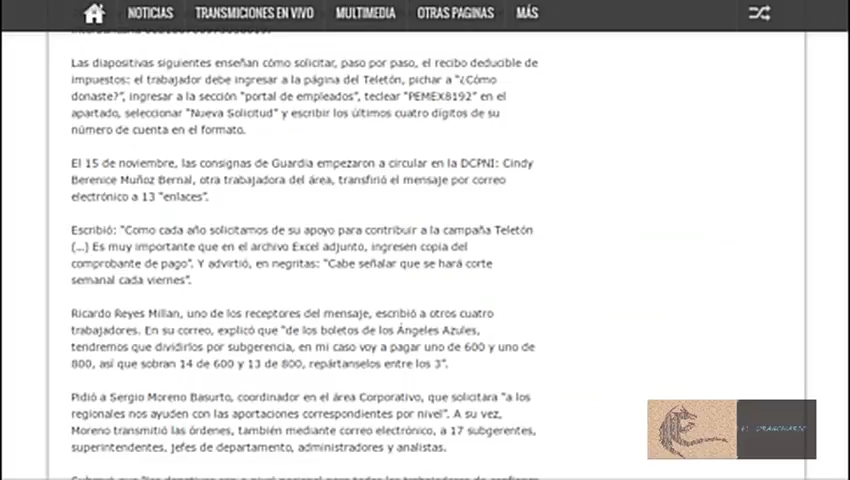 NOTICIAS TRANSMICIONES EN VIVO MULTIMEDIA OTRAS PAGINAS MÁS
Las diapositivas siguientes enseñan cómo solicitar, paso por paso, el recibo deducible de
impuestos: el trabajador debe ingresar a la página del Teletón, pichar a "¿Cómo
donaste?", ingresar a la sección "portal de empleados", teclear "PEMEX8192" en el
apartado, seleccionar "Nueva Solicitud" y escribir los últimos cuatro dígitos de su
número de cuenta en el formato.
El 15 de noviembre, las consignas de Guardia empezaron a circular en la DCPNI: Cindy
Berenice Muñoz Bernal, otra trabajadora del área, transfirió el mensaje por correo
electrónico a 13 "enlaces".
Escribió: "Como cada año solicitamos de su apoyo para contribuir a la campaña Teletón
(...) Es muy importante que en el archivo Excel adjunto, ingresen copia del
comprobante de pago". Y advirtió, en negritas: "Cabe señalar que se hará corte
semanal cada viernes".
Ricardo Reyes Millan, uno de los receptores del mensaje, escribió a otros cuatro
trabajadores. En su correo, explicó que "de los boletos de los Ángeles Azules,
tendremos que dividirlos por subgerencia, en mi caso voy a pagar uno de 600 y uno de
800, así que sobran 14 de 600 y 13 de 800, repártanselos entre los 3".
Pidió a Sergio Moreno Basurto, coordinador en el área Corporativo, que solicitara "a los
regionales nos ayuden con las aportaciones correspondientes por nivel". A su vez,
Moreno transmitió las órdenes, también mediante correo electrónico, a 17 subgerentes,
superintendentes, jefes de departamento, administradores y analistas.